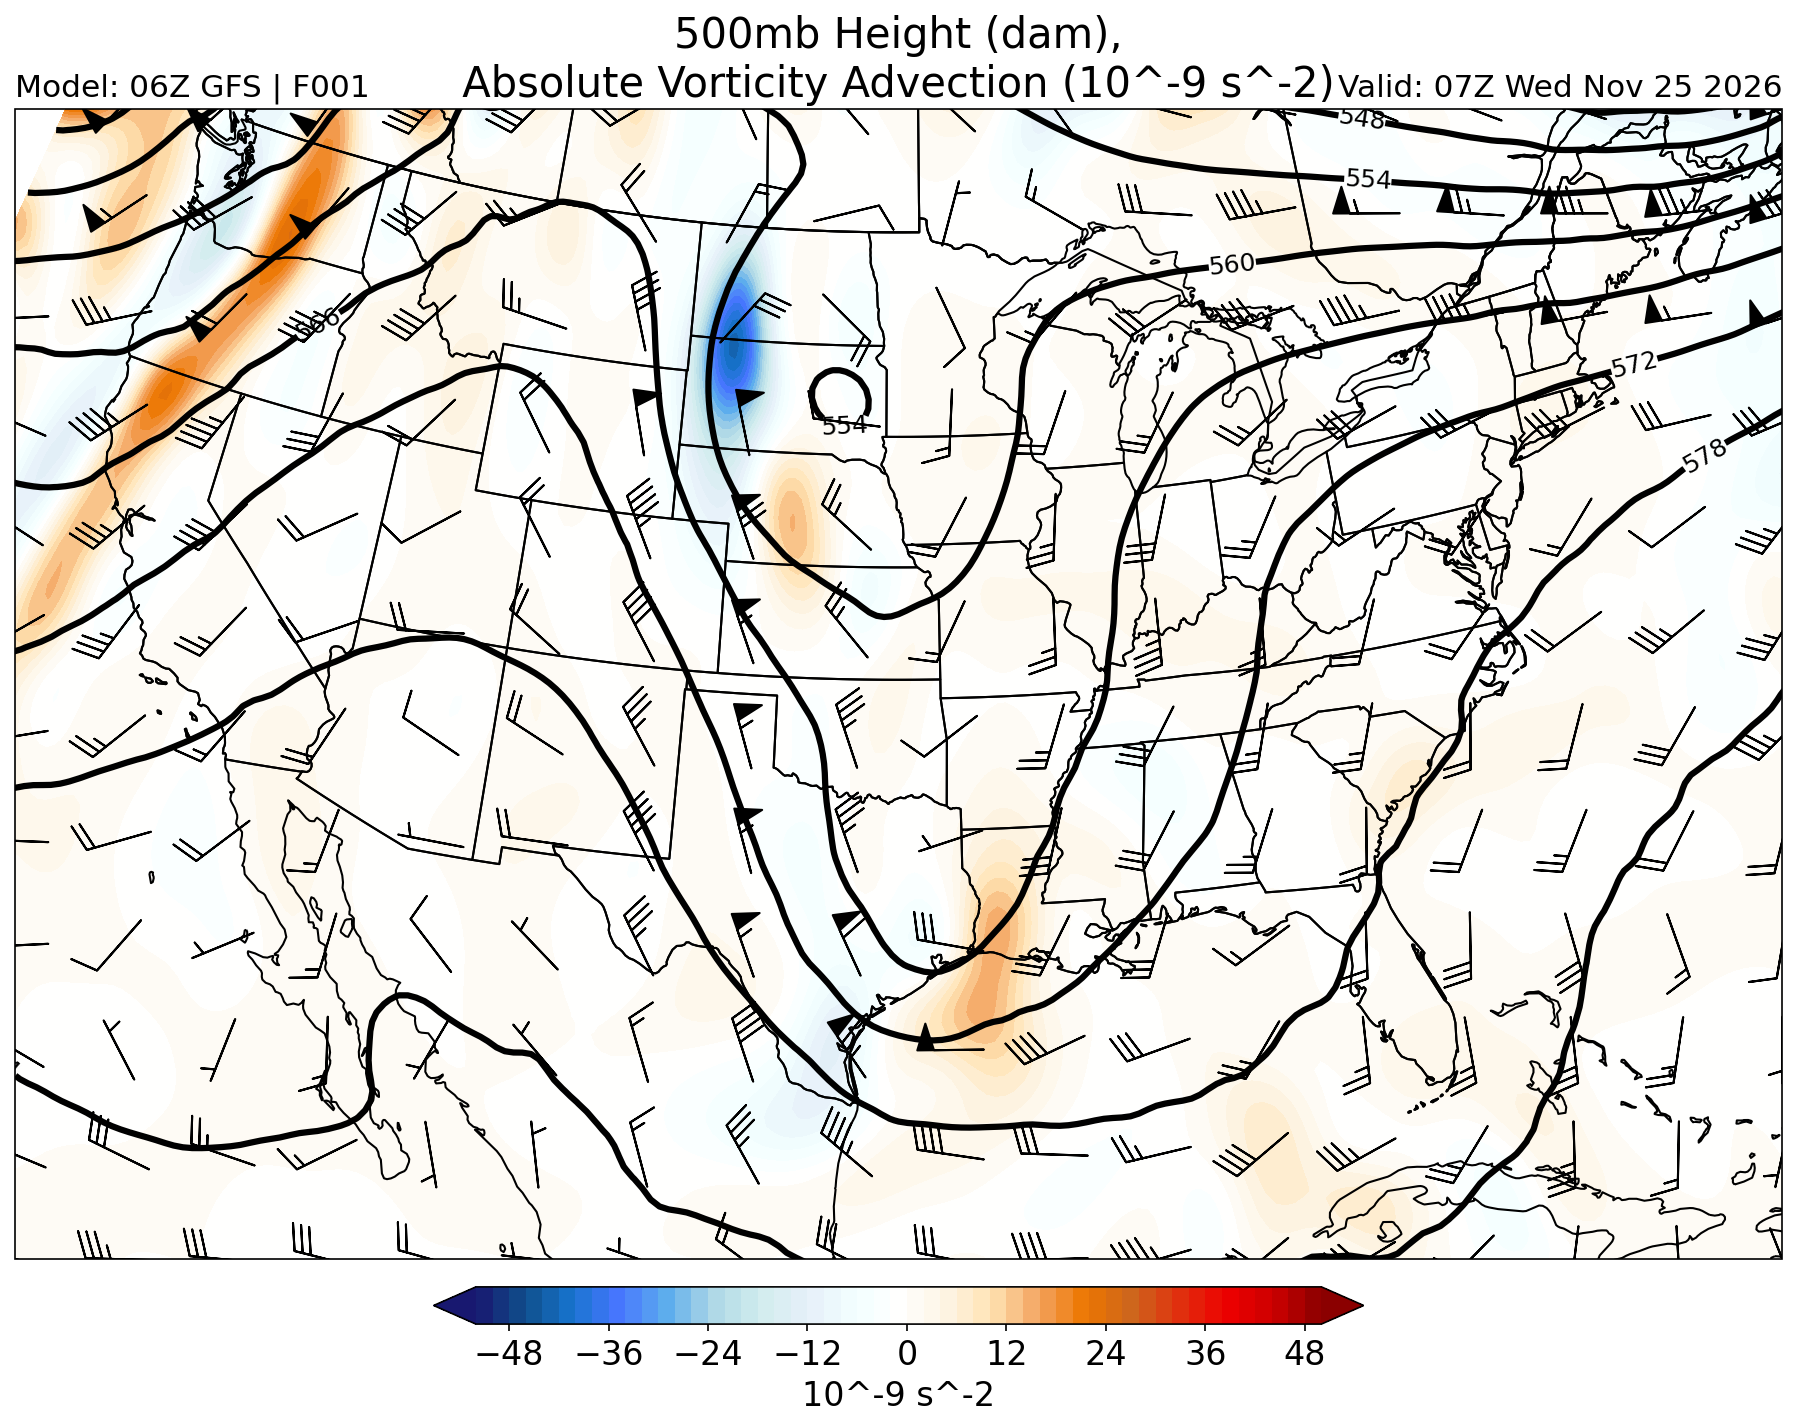 500mb Height (dam),
Absolute Vorticity Advection (10^-9 s^-2)
Model: 06Z GFS | F001
Valid: 07Z Wed Nov 25 2026
548
554
560
566
572
554
578
−48 −36 −24 −12 0 12 24 36 48
10^-9 s^-2